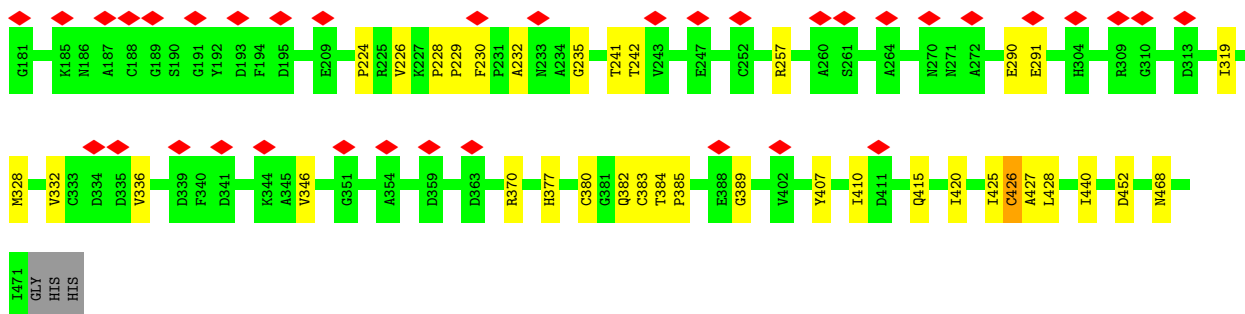 G181 K185 N186 A187 C188 G189 S190 G191 Y192 D193 F194 D195 E209 P224 R225 V226 K227 P228 P229 F230 P231 A232 N233 A234 G235 T241 T242 V243 E247 C252 R257 A260 S261 A264 N270 N271 A272 E290 E291 H304 R309 G310 D313 I319
M328 V332 C333 D334 D335 V336 D339 F340 D341 K344 A345 V346 G351 A354 D359 D363 R370 H377 C380 G381 Q382 C383 T384 P385 E388 G389 V402 Y407 I410 D411 Q415 I420 I425 C426 A427 L428 I440 D452 N468
I471 GLY HIS HIS